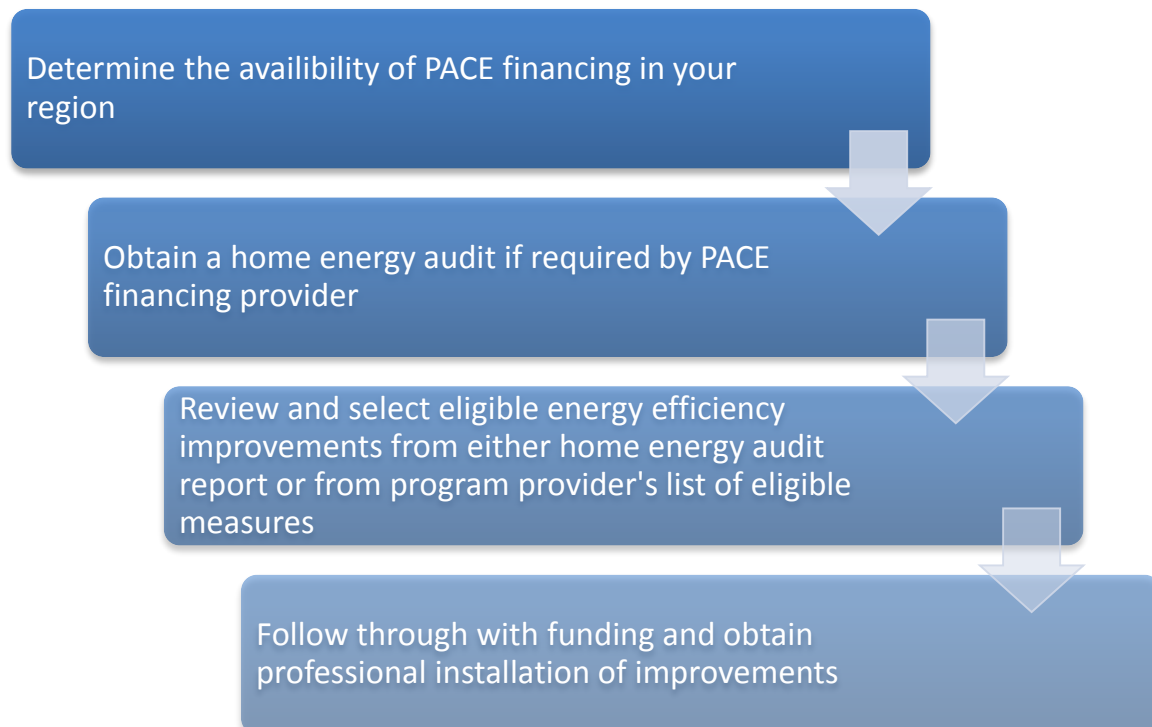 Determine the availibility of PACE financing in your
region
Obtain a home energy audit if required by PACE
financing provider
Review and select eligible energy efficiency
improvements from either home energy audit
report or from program provider's list of eligible
measures
Follow through with funding and obtain
professional installation of improvements